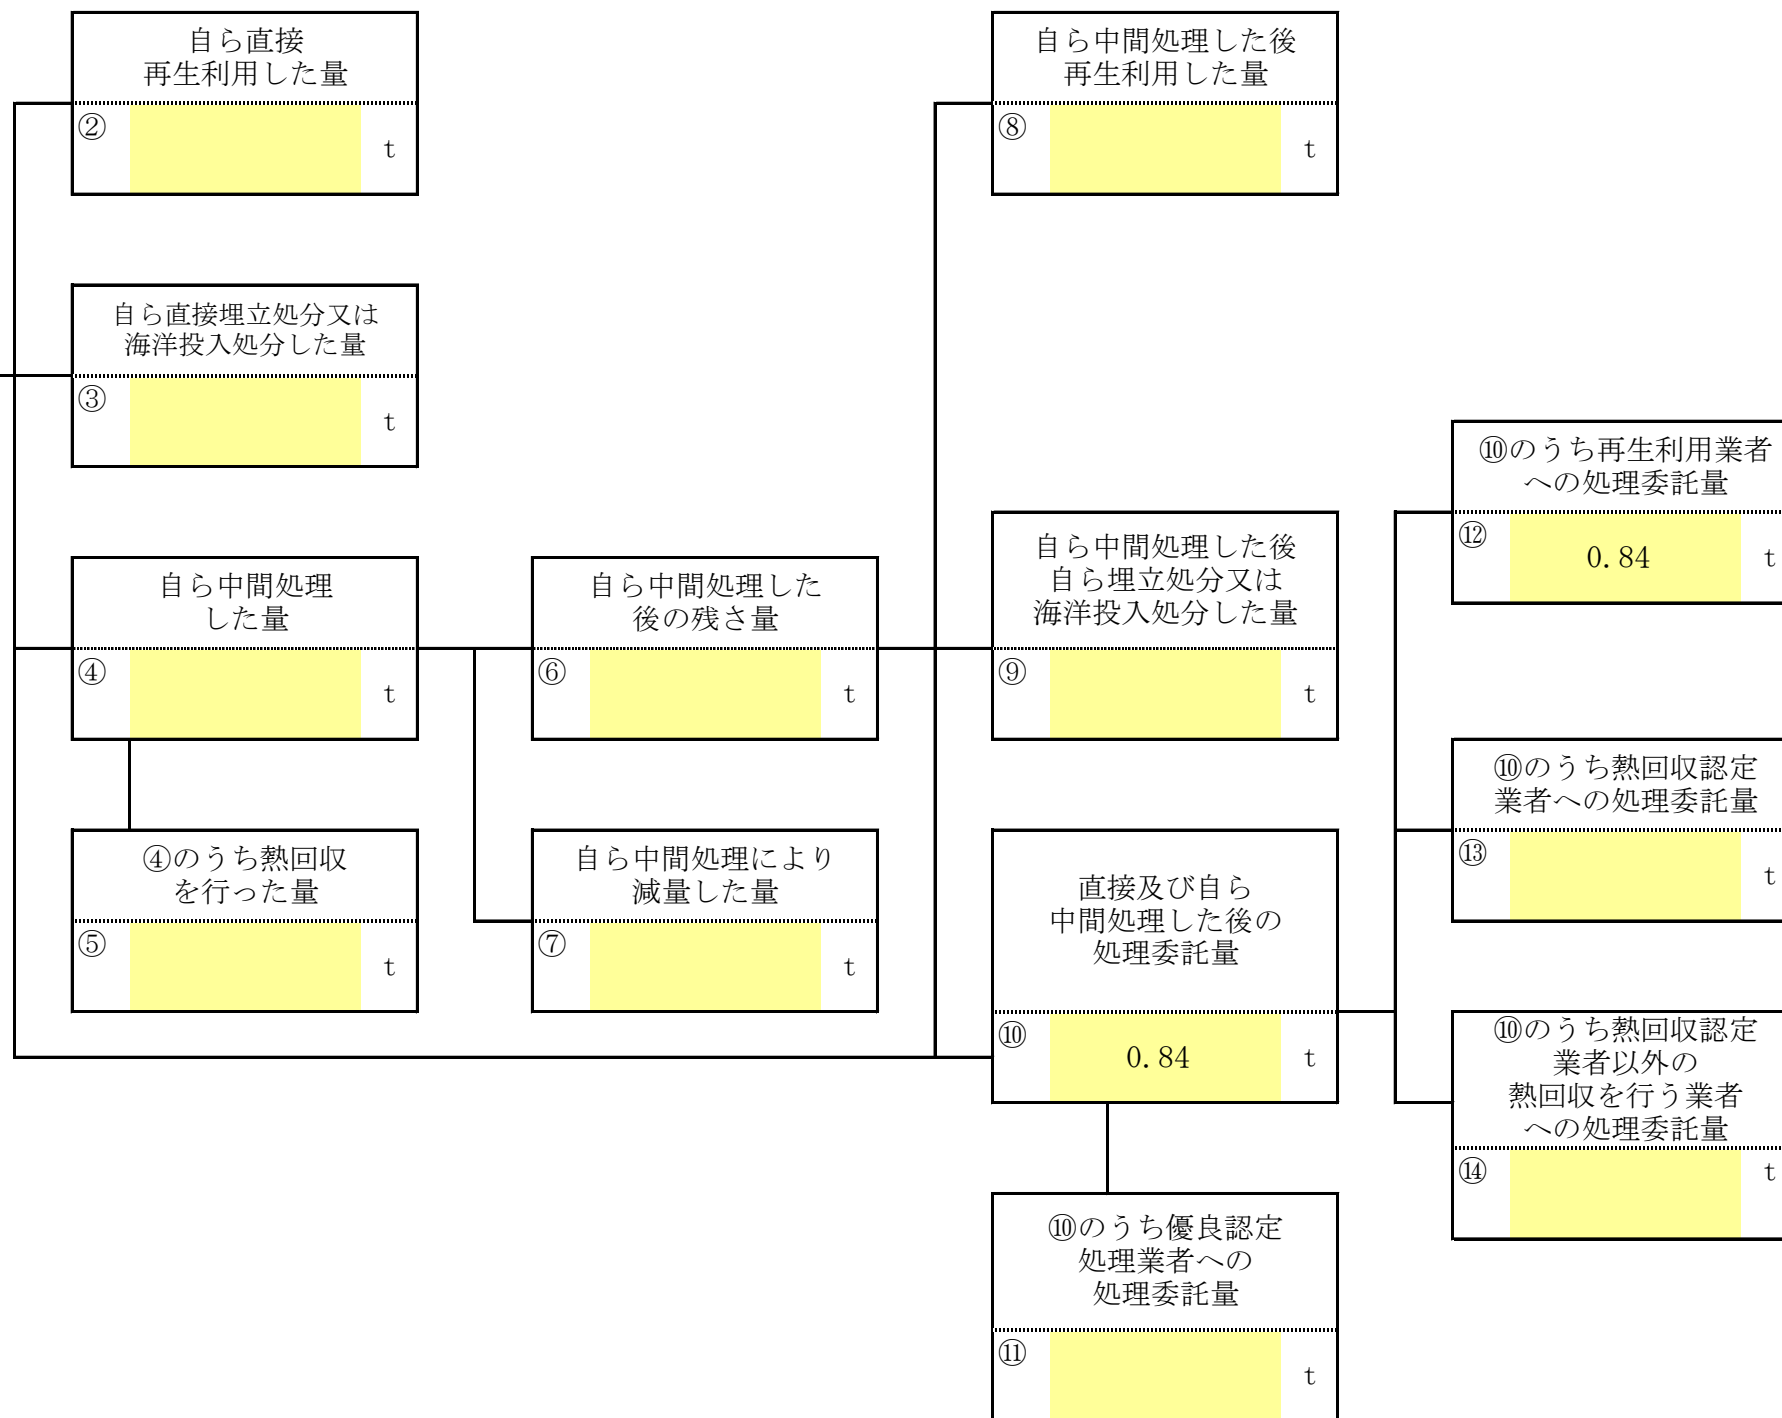 自ら直接
再生利用した量
②
t
自ら中間処理した後
再生利用した量
⑧
t
自ら直接埋立処分又は
海洋投入処分した量
③
t
⑩のうち再生利用業者
への処理委託量
⑫
0.84
t
自ら中間処理
した量
④
t
自ら中間処理した
後の残さ量
⑥
t
自ら中間処理した後
自ら埋立処分又は
海洋投入処分した量
⑨
t
⑩のうち熱回収認定
業者への処理委託量
⑬
t
④のうち熱回収
を行った量
⑤
t
自ら中間処理により
減量した量
⑦
t
直接及び自ら
中間処理した後の
処理委託量
⑩
0.84
t
⑩のうち熱回収認定
業者以外の
熱回収を行う業者
への処理委託量
⑭
t
⑩のうち優良認定
処理業者への
処理委託量
⑪
t